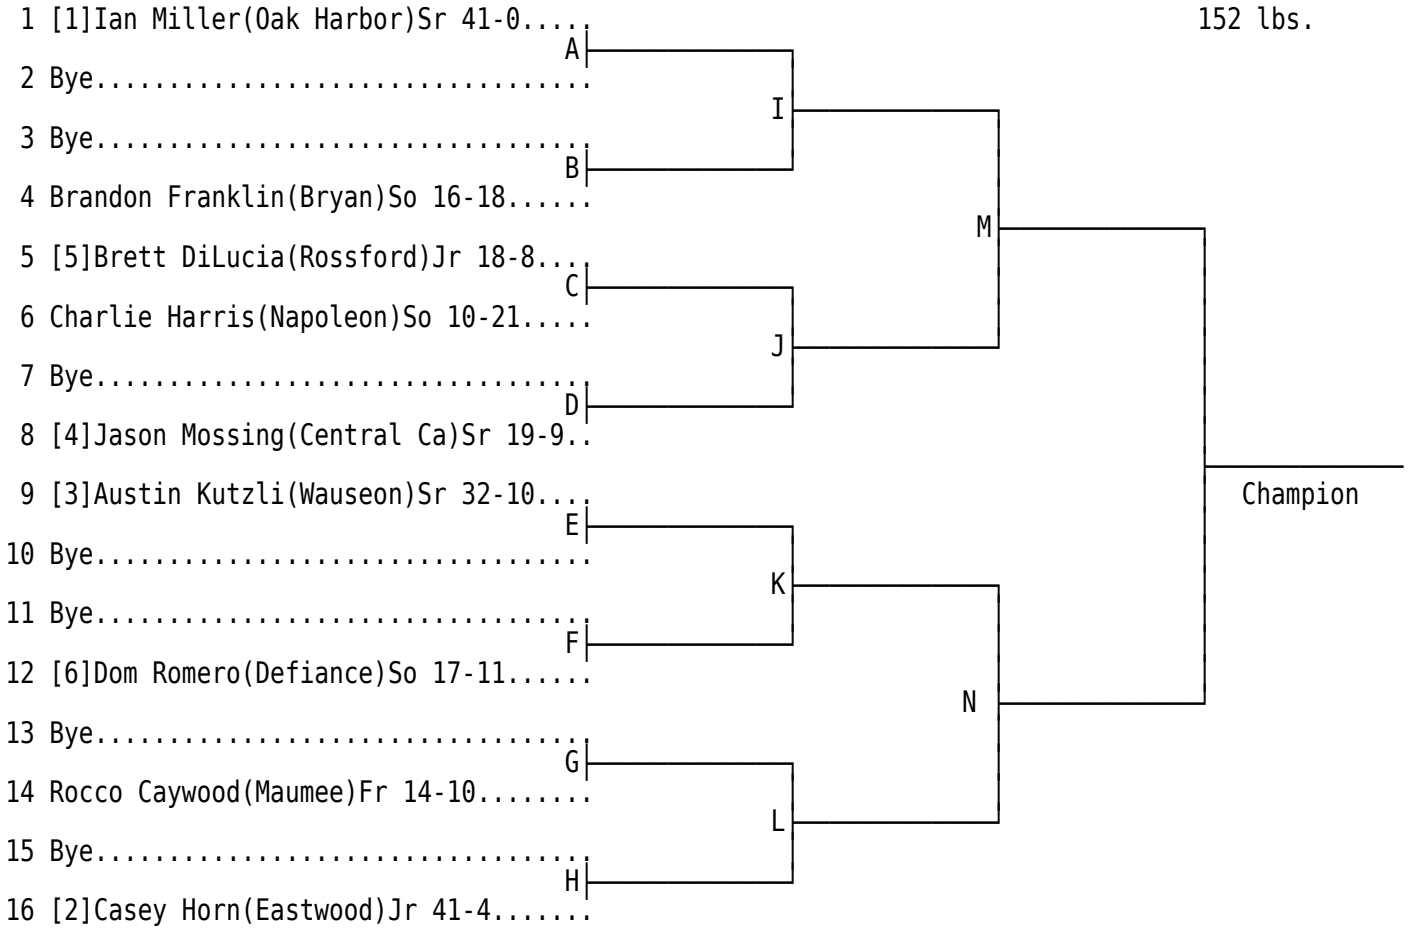 1 [1]Ian Miller(Oak Harbor)Sr 41-0..... 152 lbs.
A
2 Bye..................................
I
3 Bye..................................
B
4 Brandon Franklin(Bryan)So 16-18......
M
5 [5]Brett DiLucia(Rossford)Jr 18-8....
C
6 Charlie Harris(Napoleon)So 10-21.....
J
7 Bye..................................
D
8 [4]Jason Mossing(Central Ca)Sr 19-9..
9 [3]Austin Kutzli(Wauseon)Sr 32-10.... Champion
E
10 Bye..................................
K
11 Bye..................................
F
12 [6]Dom Romero(Defiance)So 17-11......
N
13 Bye..................................
G
14 Rocco Caywood(Maumee)Fr 14-10........
L
15 Bye..................................
H
16 [2]Casey Horn(Eastwood)Jr 41-4.......